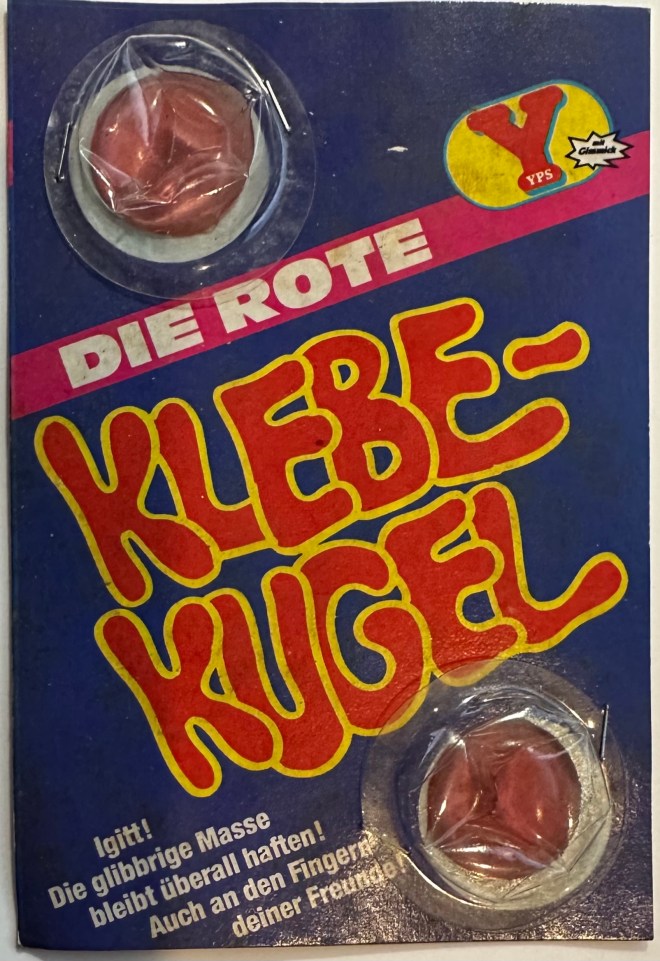 Y
YPS
mit
Gimmick
DIE ROTE
KLEBE-
KUGEL
Igitt!
Die glibbrige Masse
bleibt überall haften!
Auch an den Fingern
deiner Freunde